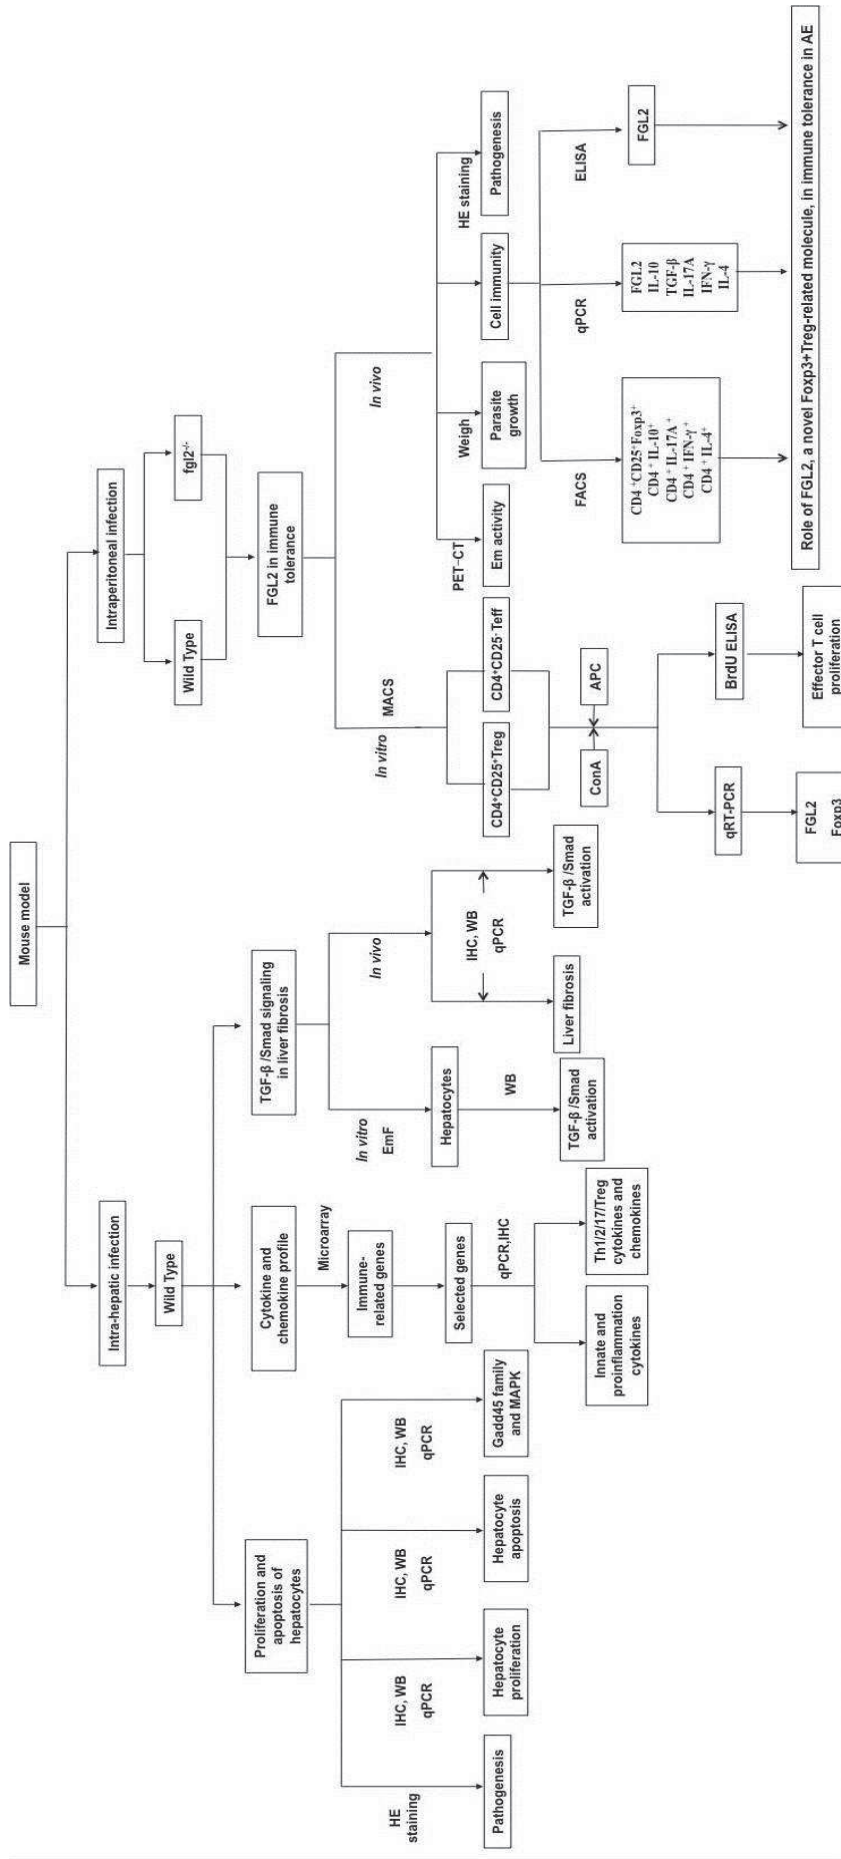 Mouse model
Intra-hepatic infection
Intraperitoneal infection
Wild Type
Wild Type
fgl2-/-
Proliferation and
apoptosis of
hepatocytes
Cytokine and
chemokine profile
TGF-β /Smad signaling
in liver fibrosis
FGL2 in immune
tolerance
HE
staining
IHC, WB
qPCR
IHC, WB
qPCR
IHC, WB
qPCR
Pathogenesis
Hepatocyte
proliferation
Hepatocyte
apoptosis
Gadd45 family
and MAPK
Microarray
Immune-
related genes
Selected genes
qPCR,IHC
Innate and
proinflammation
cytokines
Th1/2/17/Treg
cytokines and
chemokines
In vitro
EmF
Hepatocytes
WB
TGF-β /Smad
activation
In vivo
IHC, WB
qPCR
Liver fibrosis
TGF-β /Smad
activation
In vitro
MACS
CD4+CD25+Treg
CD4+CD25- Teff
ConA
APC
qRT-PCR
BrdU ELISA
FGL2
Foxp3
Effector T cell
proliferation
In vivo
PET-CT
Weigh
HE staining
Em activity
Parasite
growth
Cell immunity
Pathogenesis
FACS
qPCR
ELISA
CD4 +CD25+Foxp3+
CD4 + IL-10+
CD4 + IL-17A +
CD4 + IFN-γ +
CD4 + IL-4+
FGL2
IL-10
TGF-β
IL-17A
IFN-γ
IL-4
FGL2
Role of FGL2, a novel Foxp3+Treg-related molecule, in immune tolerance in AE